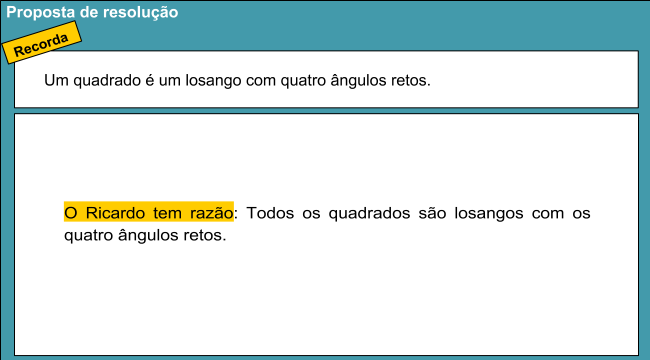 Proposta de resolução
Recorda
Um quadrado é um losango com quatro ângulos retos.
O Ricardo tem razão: Todos os quadrados são losangos com os
quatro ângulos retos.